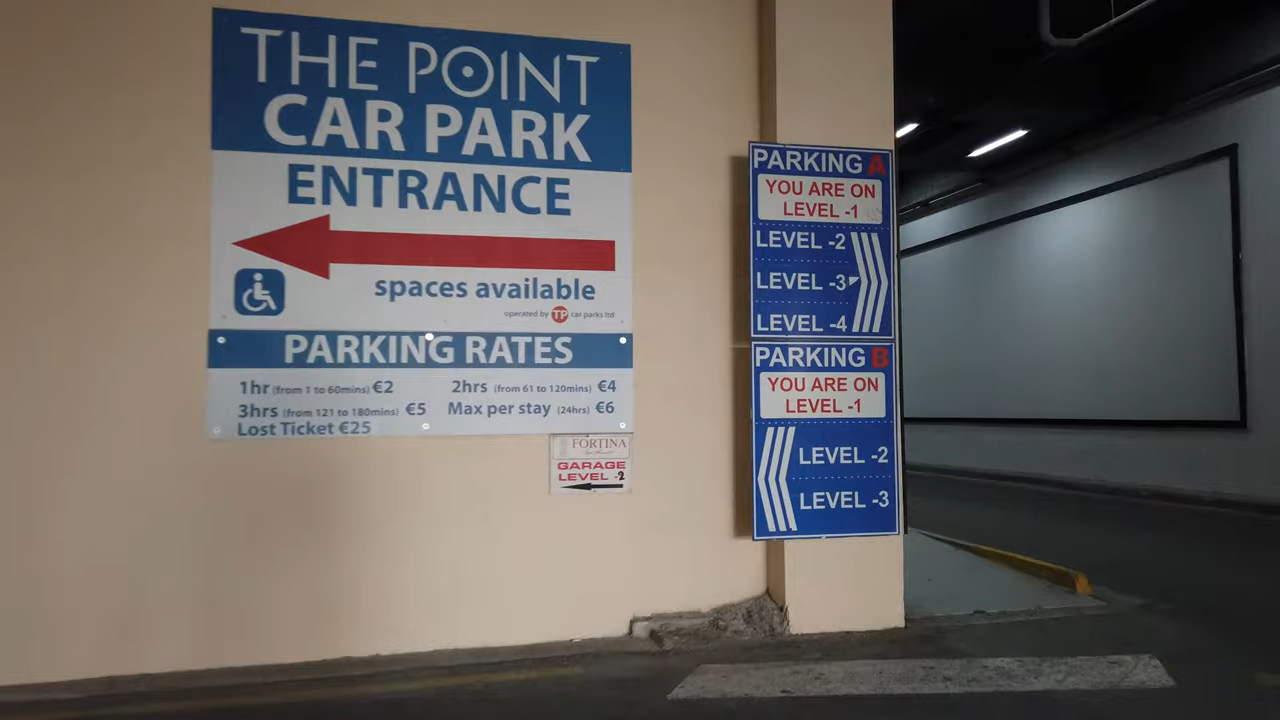 THE POINT
CAR PARK
ENTRANCE
spaces available
operated by TP car parks ltd
PARKING RATES
1hr (from 1 to 60mins) €2
2hrs (from 61 to 120mins) €4
3hrs (from 121 to 180mins) €5
Max per stay (24hrs) €6
Lost Ticket €25
FORTINA
GARAGE
LEVEL -2
PARKING A
YOU ARE ON
LEVEL -1
LEVEL -2
LEVEL -3
LEVEL -4
PARKING B
YOU ARE ON
LEVEL -1
LEVEL -2
LEVEL -3